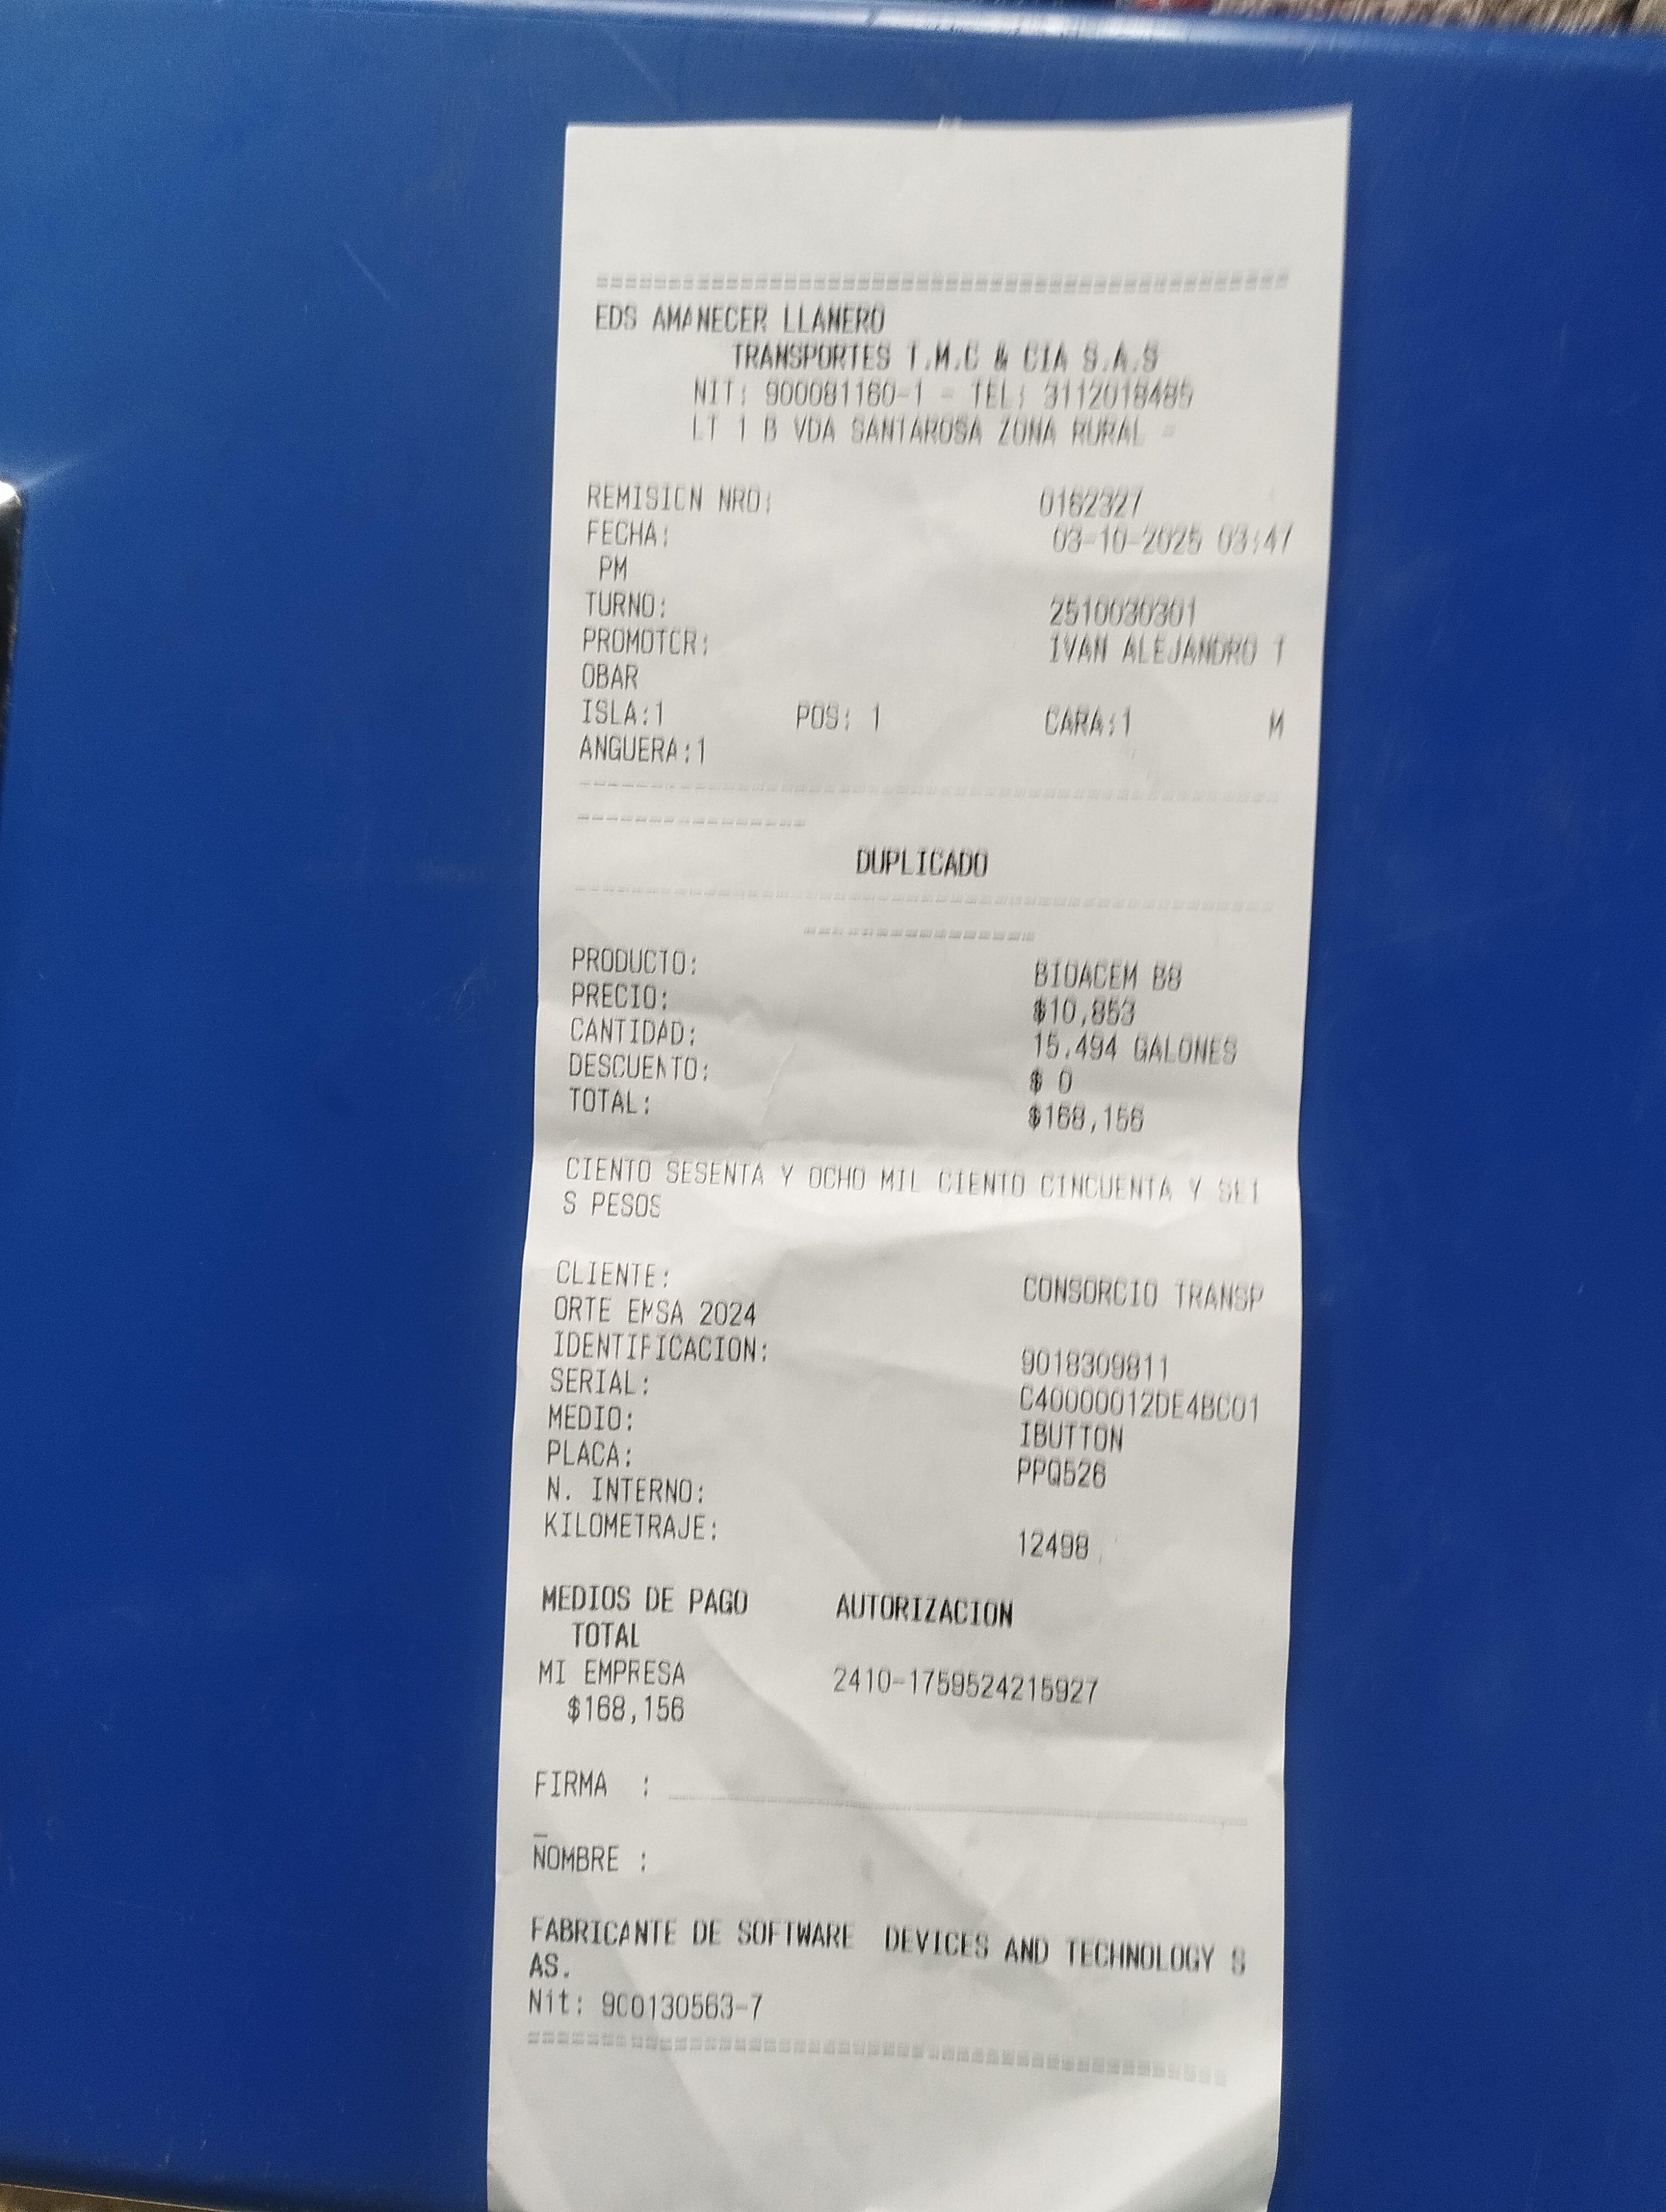 ================================================
EDS AMANECER LLANERO
TRANSPORTES T.M.C & CIA S.A.S
NIT: 900081160-1 - TEL: 3112018485
LT 1 B VDA SANTAROSA ZONA RURAL -
REMISION NRO: 0162327
FECHA: 03-10-2025 03:47
PM
TURNO: 2510030301
PROMOTOR: IVAN ALEJANDRO T
OBAR
ISLA:1 POS: 1 CARA:1 M
ANGUERA:1
------------------------------------------------
----------------
DUPLICADO
------------------------------------------------
----------------
PRODUCTO: BIOACEM B8
PRECIO: $10,853
CANTIDAD: 15.494 GALONES
DESCUENTO: $ 0
TOTAL: $168,156
CIENTO SESENTA Y OCHO MIL CIENTO CINCUENTA Y SEI
S PESOS
CLIENTE: CONSORCIO TRANSP
ORTE EMSA 2024
IDENTIFICACION: 9018309811
SERIAL: C40000012DE4BC01
MEDIO: IBUTTON
PLACA: PPQ526
N. INTERNO:
KILOMETRAJE: 12498
MEDIOS DE PAGO AUTORIZACION
TOTAL
MI EMPRESA 2410-1759524215927
$168,156
FIRMA : ________________________________________
_
NOMBRE :
FABRICANTE DE SOFTWARE DEVICES AND TECHNOLOGY S
AS.
Nit: 900130563-7
================================================